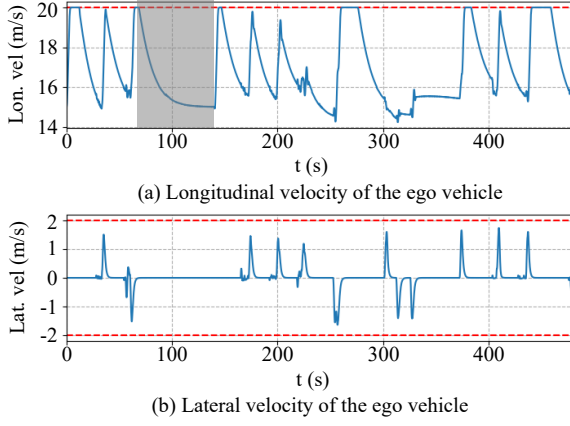 20
18
16
14
Lon. vel (m/s)
0 100 200 300 400
t (s)
(a) Longitudinal velocity of the ego vehicle
2
1
0
-1
-2
Lat. vel (m/s)
0 100 200 300 400
t (s)
(b) Lateral velocity of the ego vehicle